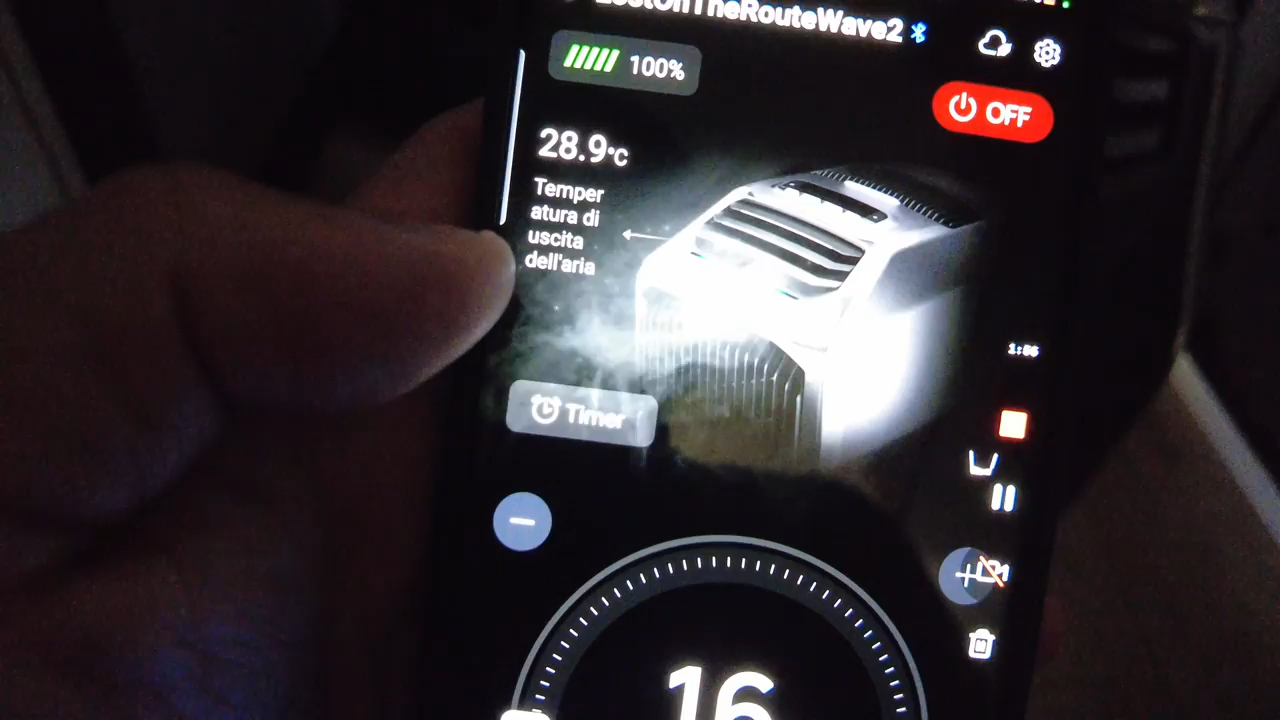 LostOnTheRouteWave2
100%
OFF
28.9°C
Temper
atura di
uscita
dell'aria
1:56
Timer
16